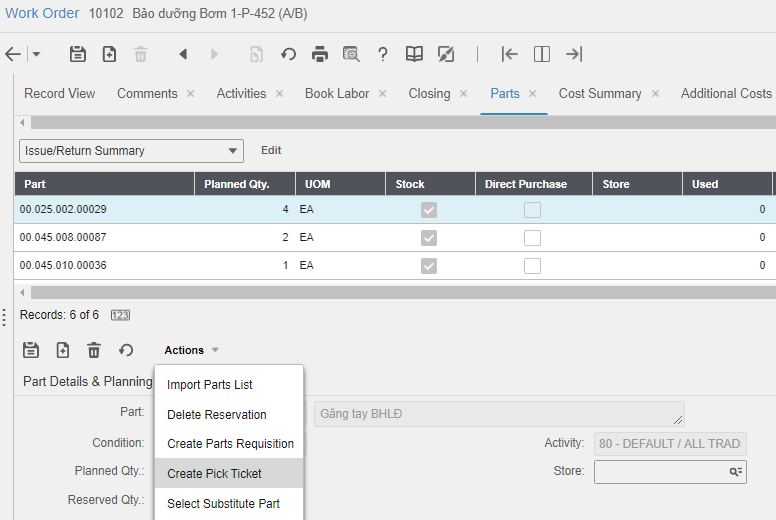 Work Order 10102 Bảo dưỡng Bơm 1-P-452 (A/B)
Record View Comments × Activities × Book Labor × Closing × Parts × Cost Summary × Additional Costs
Issue/Return Summary Edit
Part Planned Qty. UOM Stock Direct Purchase Store Used
00.025.002.00029 4 EA 0
00.045.008.00087 2 EA 0
00.045.010.00036 1 EA 0
Records: 6 of 6 123
Actions
Import Parts List
Part Details & Planning
Delete Reservation
Part: Găng tay BHLĐ
Create Parts Requisition
Condition: Activity: 80 - DEFAULT / ALL TRAD
Create Pick Ticket
Planned Qty.: Store:
Select Substitute Part
Reserved Qty.: